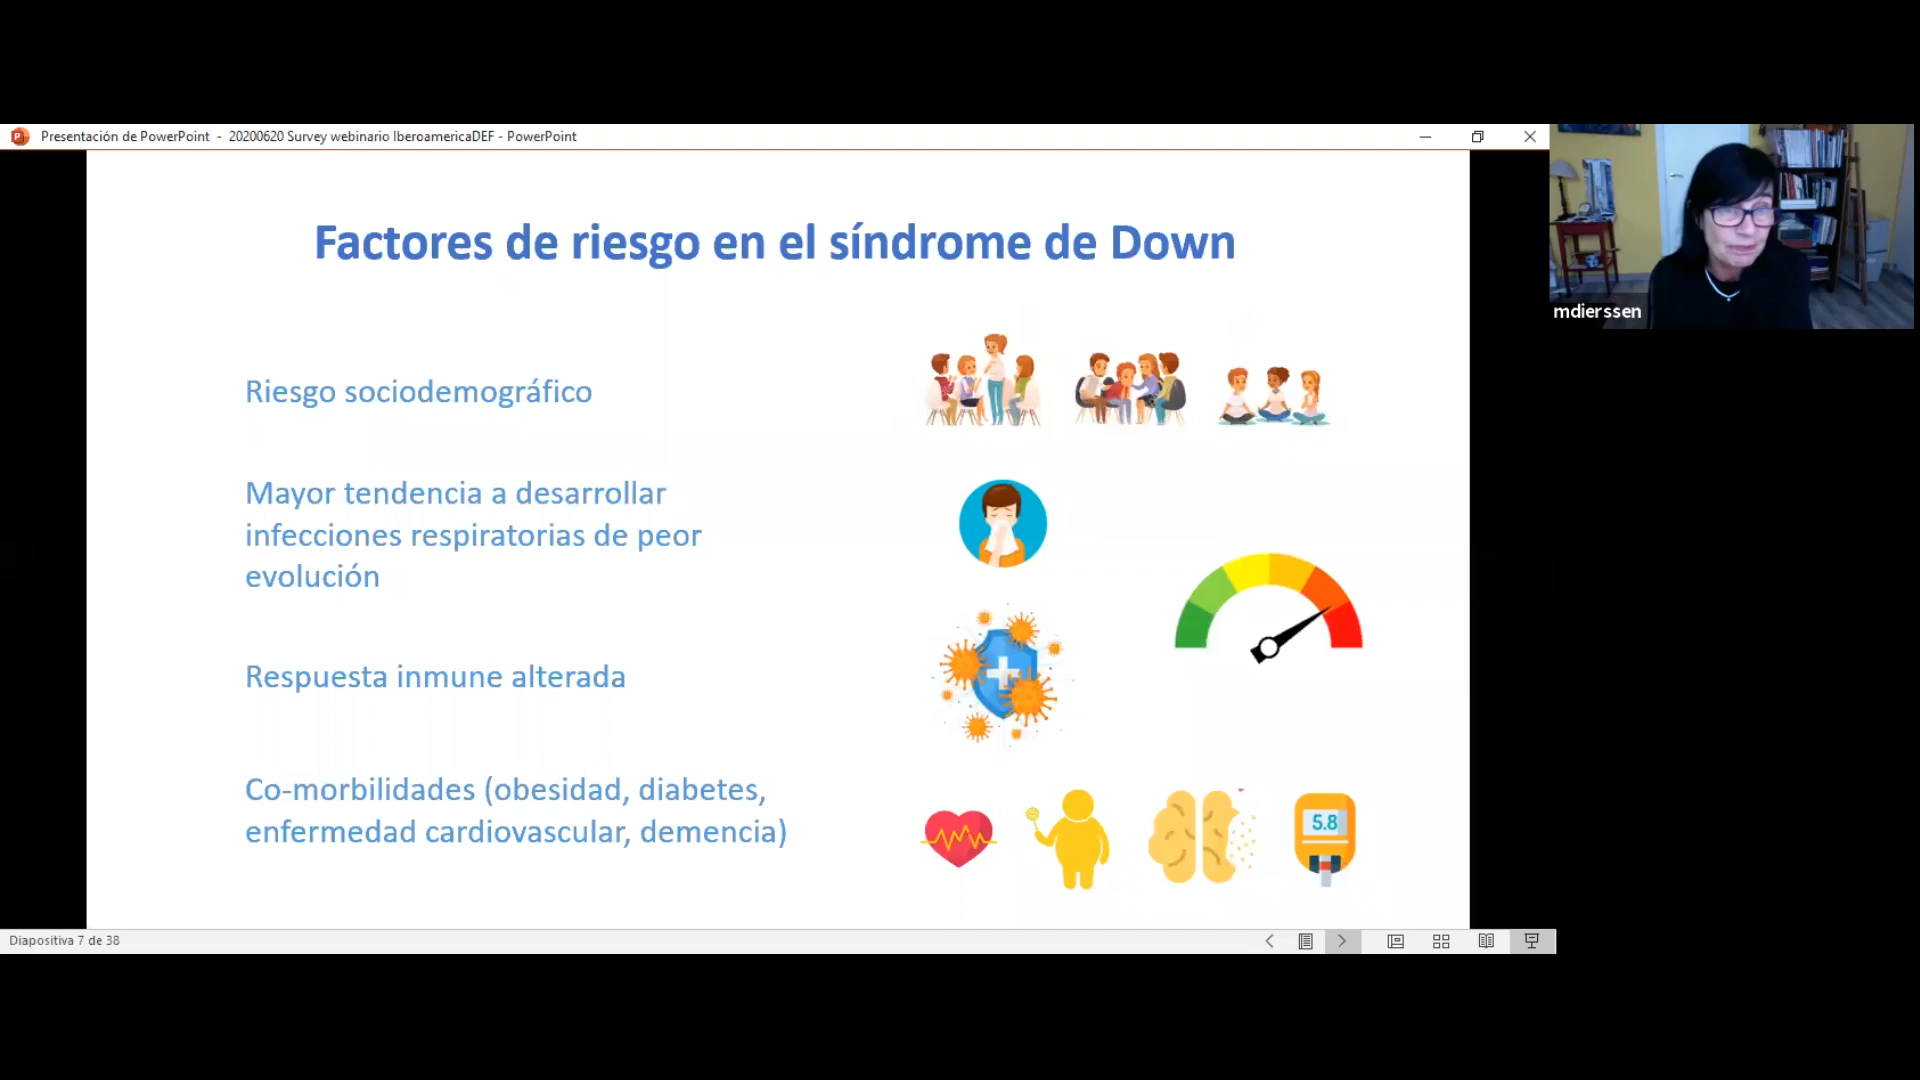 Presentación de PowerPoint - 20200620 Survey webinario IberoamericaDEF - PowerPoint
mdierssen
Factores de riesgo en el síndrome de Down
Riesgo sociodemográfico
Mayor tendencia a desarrollar
infecciones respiratorias de peor
evolución
Respuesta inmune alterada
Co-morbilidades (obesidad, diabetes,
enfermedad cardiovascular, demencia)
5.8
Diapositiva 7 de 38